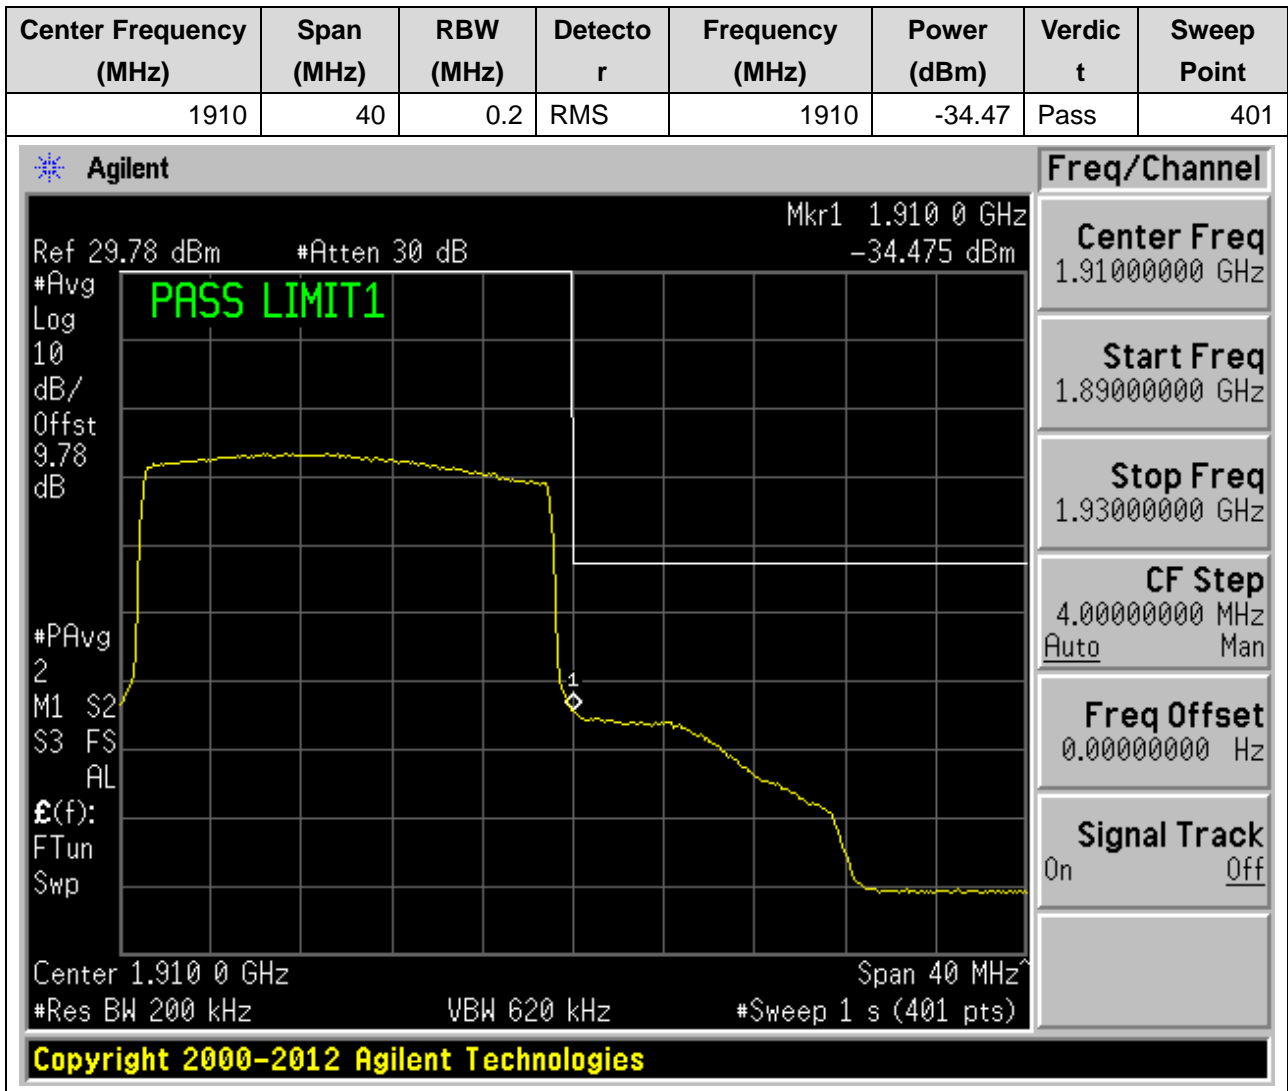 Center Frequency (MHz) Span (MHz) RBW (MHz) Detector Frequency (MHz) Power (dBm) Verdict Sweep Point
1910 40 0.2 RMS 1910 -34.47 Pass 401
Agilent
Freq/Channel
Mkr1 1.910 0 GHz
Ref 29.78 dBm #Atten 30 dB -34.475 dBm
#Avg
Log
10
dB/
Offst
9.78
dB
PASS LIMIT1
#PAvg
2
M1 S2
S3 FS
AL
£(f):
FTun
Swp
1
Center 1.910 0 GHz Span 40 MHz^
#Res BW 200 kHz VBW 620 kHz #Sweep 1 s (401 pts)
Center Freq
1.91000000 GHz
Start Freq
1.89000000 GHz
Stop Freq
1.93000000 GHz
CF Step
4.00000000 MHz
Auto Man
Freq Offset
0.00000000 Hz
Signal Track
On Off
Copyright 2000-2012 Agilent Technologies